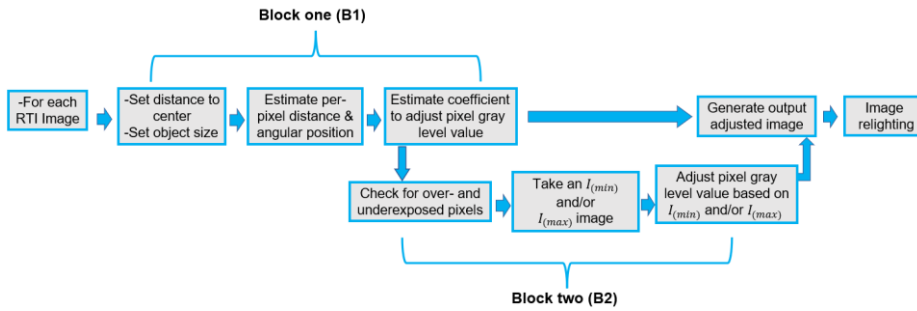 Block one (B1)
-For each
RTI Image
-Set distance to
center
-Set object size
Estimate per-
pixel distance &
angular position
Estimate coefficient
to adjust pixel gray
level value
Generate output
adjusted image
Image
relighting
Check for over- and
underexposed pixels
Take an I(min)
and/or
I(max) image
Adjust pixel gray
level value based on
I(min) and/or I(max)
Block two (B2)